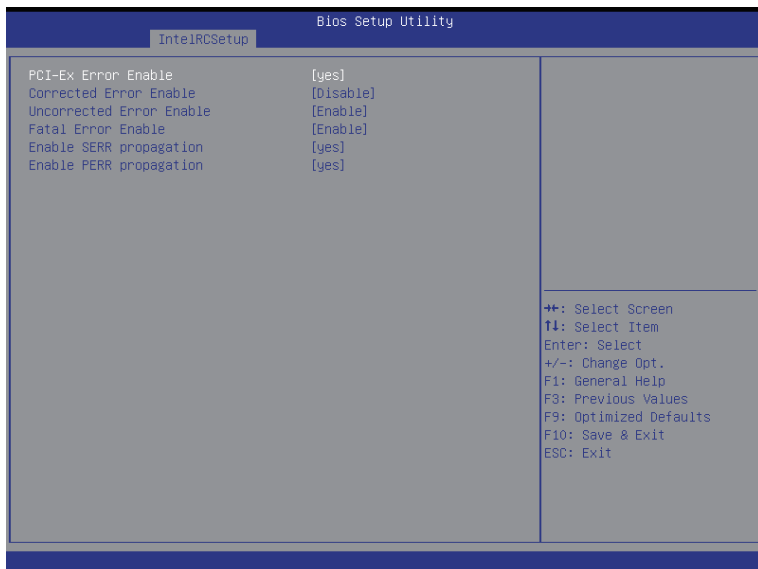 Bios Setup Utility
IntelRCSetup
PCI-Ex Error Enable [yes]
Corrected Error Enable [Disable]
Uncorrected Error Enable [Enable]
Fatal Error Enable [Enable]
Enable SERR propagation [yes]
Enable PERR propagation [yes]
→←: Select Screen
↑↓: Select Item
Enter: Select
+/-: Change Opt.
F1: General Help
F3: Previous Values
F9: Optimized Defaults
F10: Save & Exit
ESC: Exit